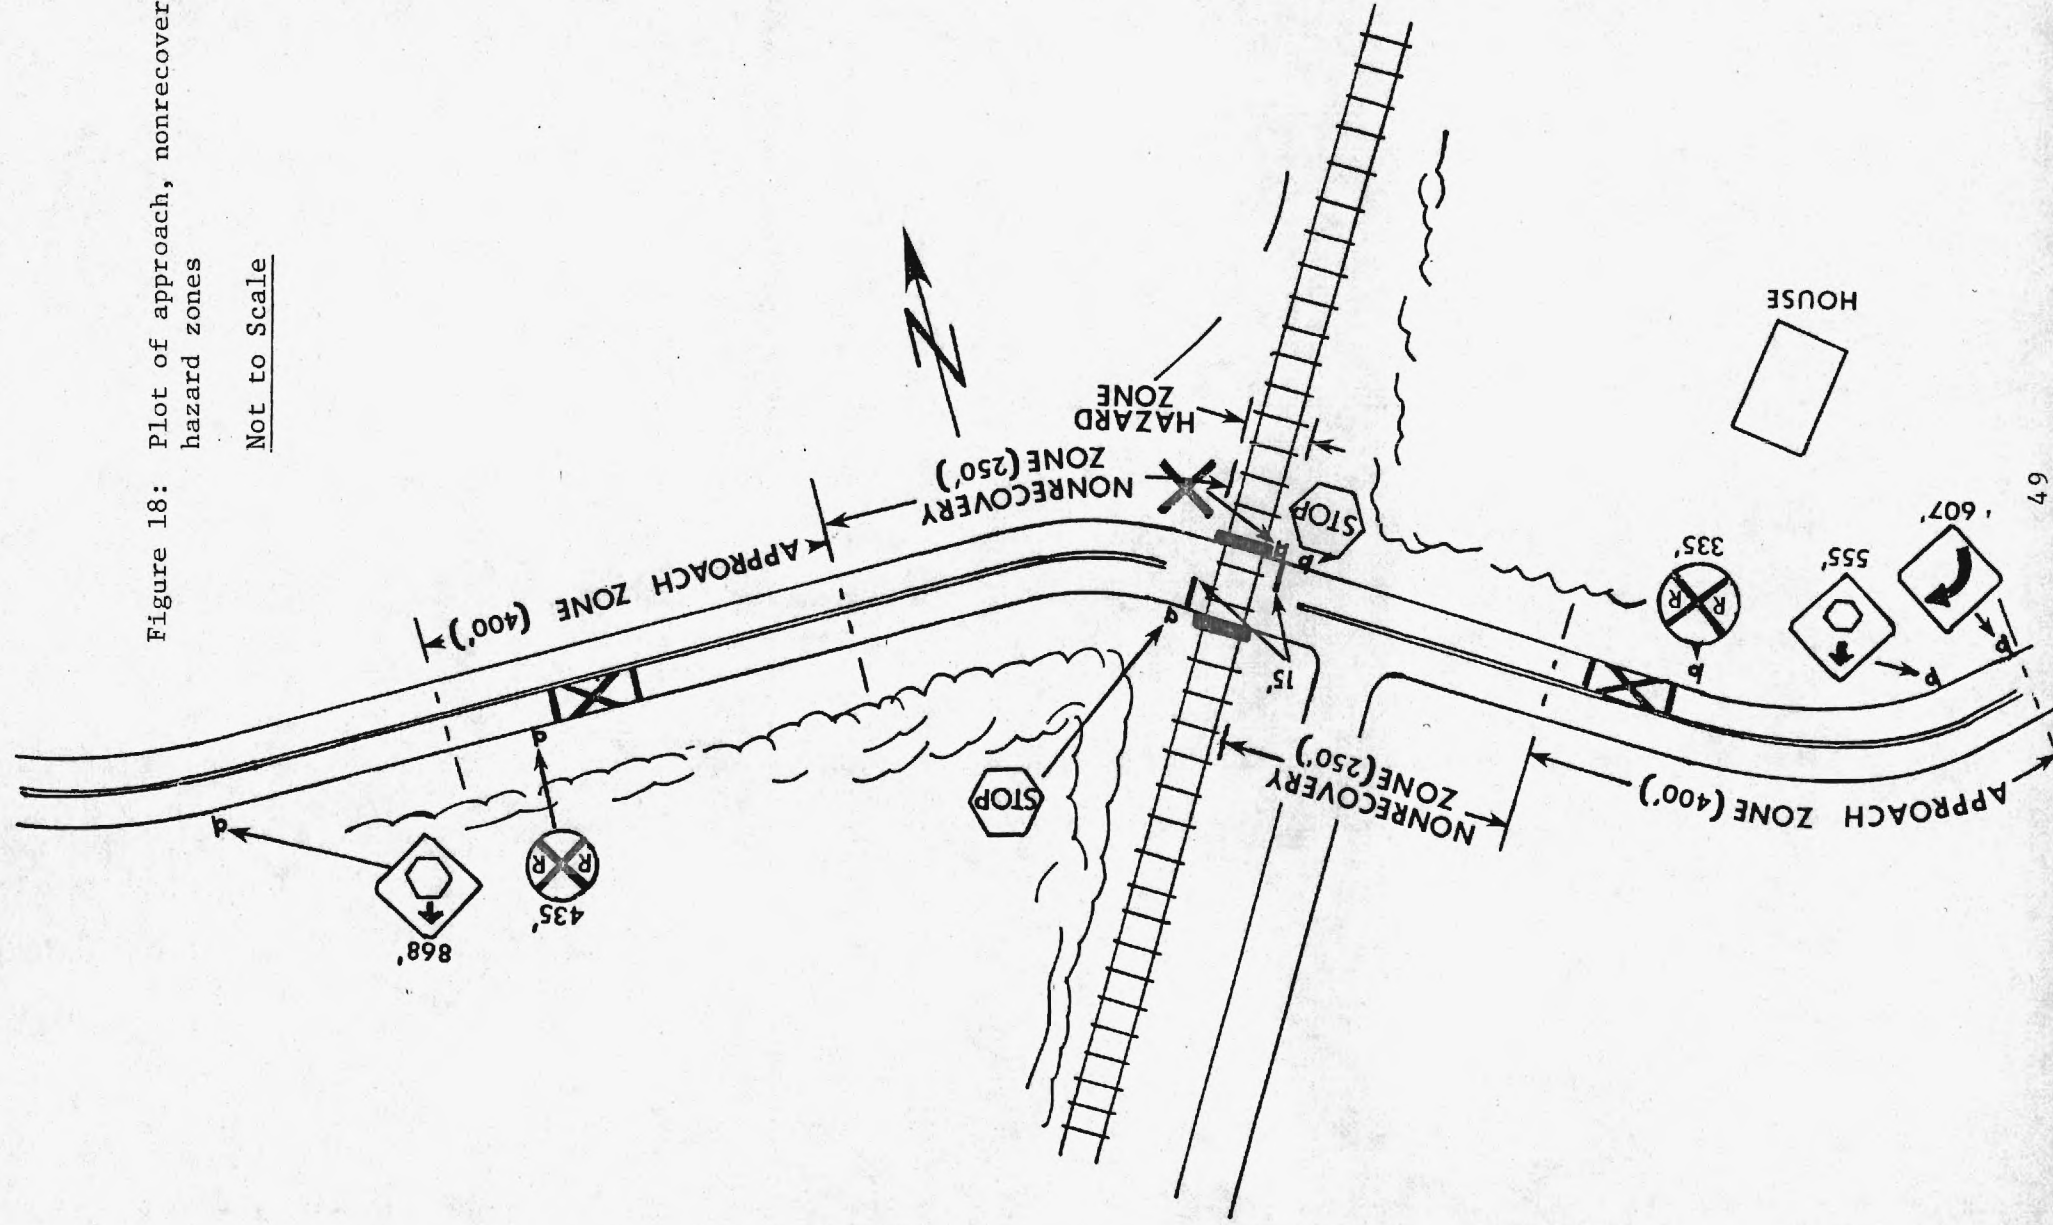 Figure 18: Plot of approach, nonrecover
hazard zones
Not to Scale
APPROACH ZONE (400')
NONRECOVERY
ZONE (250')
HAZARD
ZONE
STOP
HOUSE
607'
555'
335'
R R
15'
NONRECOVERY
ZONE (250')
APPROACH ZONE (400')
STOP
435'
R R
868'
N
49